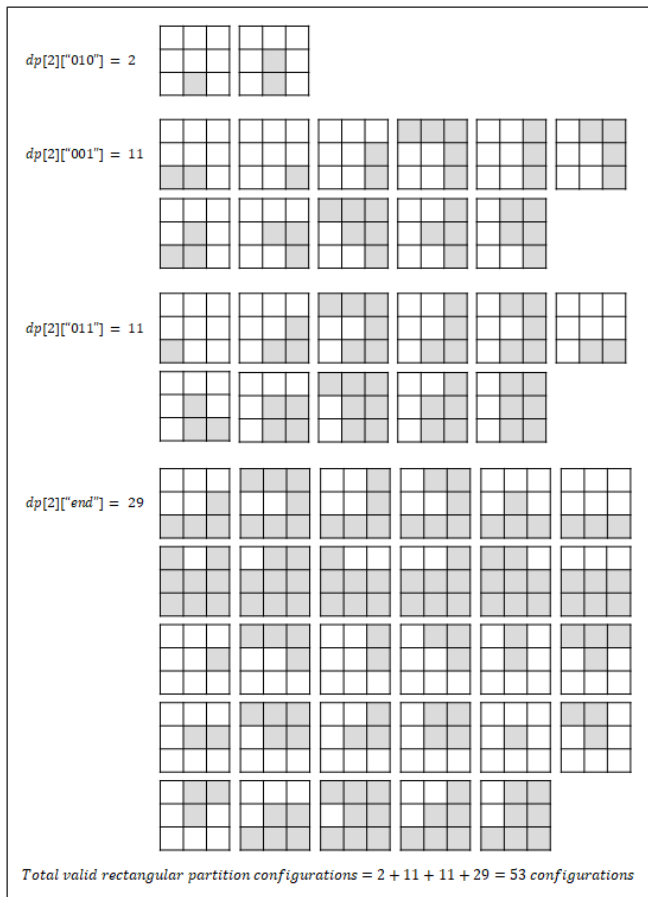 dp[2]["010"] = 2
dp[2]["001"] = 11
dp[2]["011"] = 11
dp[2]["end"] = 29
Total valid rectangular partition configurations = 2 + 11 + 11 + 29 = 53 configurations